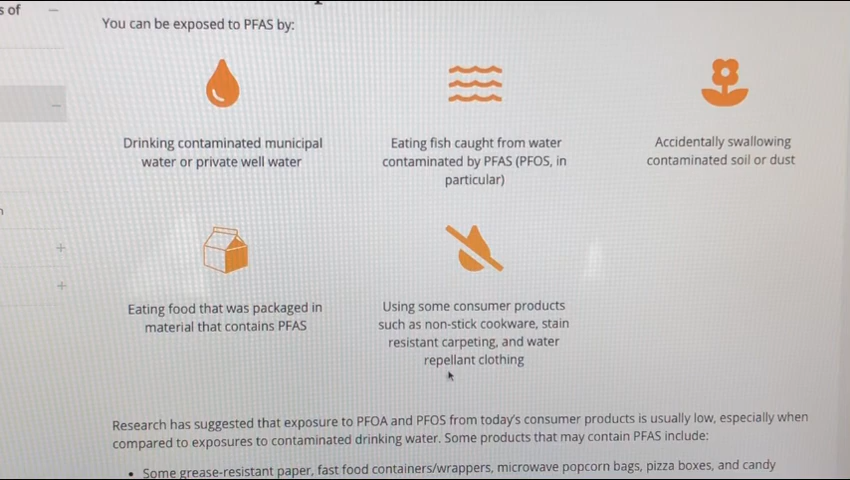 s of
You can be exposed to PFAS by:
Drinking contaminated municipal
water or private well water
Eating fish caught from water
contaminated by PFAS (PFOS, in
particular)
Accidentally swallowing
contaminated soil or dust
Eating food that was packaged in
material that contains PFAS
Using some consumer products
such as non-stick cookware, stain
resistant carpeting, and water
repellant clothing
Research has suggested that exposure to PFOA and PFOS from today's consumer products is usually low, especially when
compared to exposures to contaminated drinking water. Some products that may contain PFAS include:
• Some grease-resistant paper, fast food containers/wrappers, microwave popcorn bags, pizza boxes, and candy